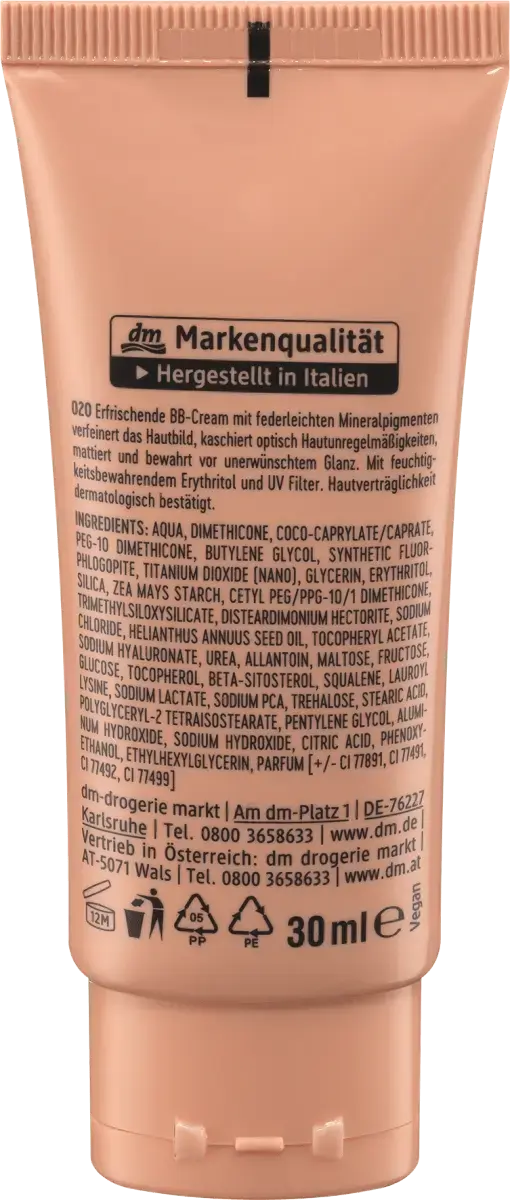 dm Markenqualität
Hergestellt in Italien
020 Erfrischende BB-Cream mit federleichten Mineralpigmenten
verfeinert das Hautbild, kaschiert optisch Hautunregelmäßigkeiten,
mattiert und bewahrt vor unerwünschtem Glanz. Mit feuchtig-
keitsbewahrendem Erythritol und UV Filter. Hautverträglichkeit
dermatologisch bestätigt.
INGREDIENTS: AQUA, DIMETHICONE, COCO-CAPRYLATE/CAPRATE,
PEG-10 DIMETHICONE, BUTYLENE GLYCOL, SYNTHETIC FLUOR-
PHLOGOPITE, TITANIUM DIOXIDE [NANO], GLYCERIN, ERYTHRITOL,
SILICA, ZEA MAYS STARCH, CETYL PEG/PPG-10/1 DIMETHICONE,
TRIMETHYLSILOXYSILICATE, DISTEARDIMONIUM HECTORITE, SODIUM
CHLORIDE, HELIANTHUS ANNUUS SEED OIL, TOCOPHERYL ACETATE,
SODIUM HYALURONATE, UREA, ALLANTOIN, MALTOSE, FRUCTOSE,
GLUCOSE, TOCOPHEROL, BETA-SITOSTEROL, SQUALENE, LAUROYL
LYSINE, SODIUM LACTATE, SODIUM PCA, TREHALOSE, STEARIC ACID,
POLYGLYCERYL-2 TETRAISOSTEARATE, PENTYLENE GLYCOL, ALUMI-
NUM HYDROXIDE, SODIUM HYDROXIDE, CITRIC ACID, PHENOXY-
ETHANOL, ETHYLHEXYLGLYCERIN, PARFUM [+/- CI 77891, CI 77491,
CI 77492, CI 77499]
dm-drogerie markt | Am dm-Platz 1 | DE-76227
Karlsruhe | Tel. 0800 3658633 | www.dm.de |
Vertrieb in Österreich: dm drogerie markt |
AT-5071 Wals | Tel. 0800 3658633 | www.dm.at
12M
05
PP
PE
30 ml e
Vegan